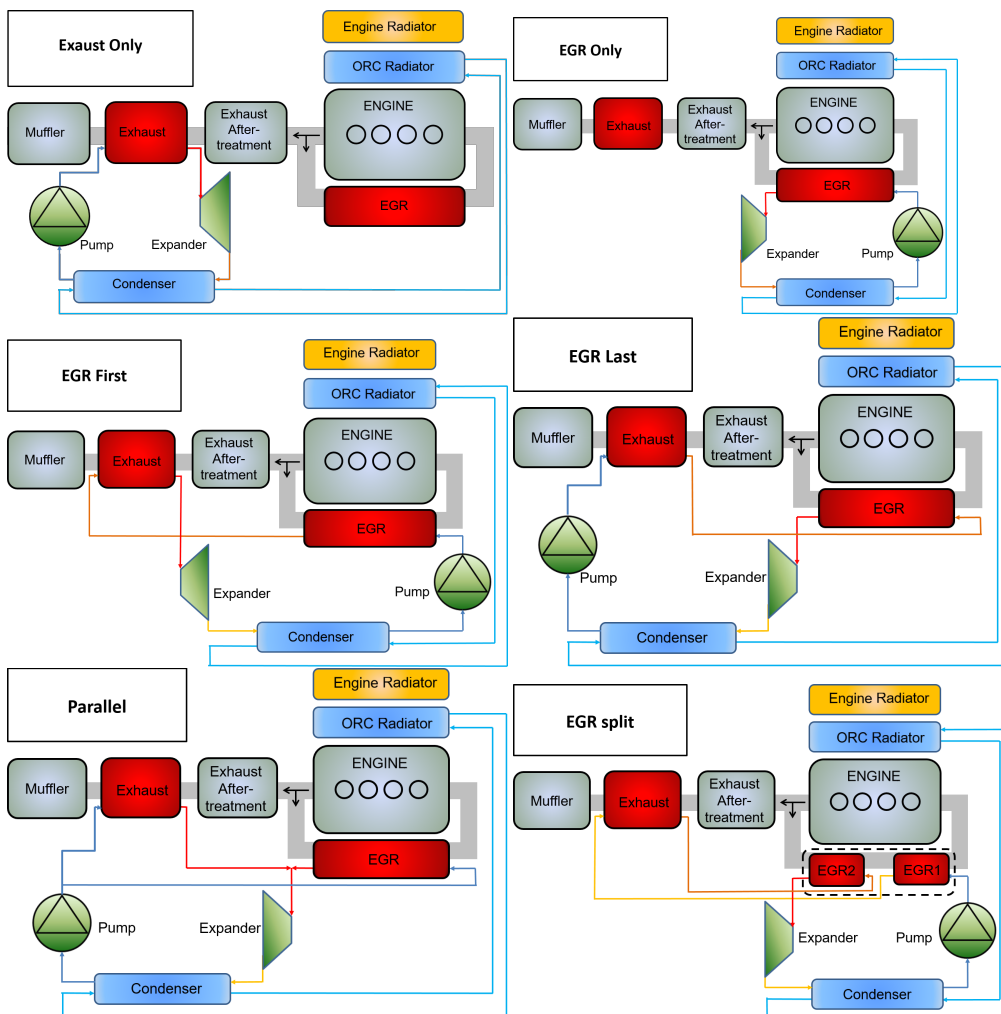 Exaust Only
Engine Radiator
ORC Radiator
Muffler
Exhaust
Exhaust
After-
treatment
ENGINE
EGR
Pump
Expander
Condenser
EGR Only
Engine Radiator
ORC Radiator
Muffler
Exhaust
Exhaust
After-
treatment
ENGINE
EGR
Expander
Pump
Condenser
EGR First
Engine Radiator
ORC Radiator
Muffler
Exhaust
Exhaust
After-
treatment
ENGINE
EGR
Expander
Pump
Condenser
EGR Last
Engine Radiator
ORC Radiator
Muffler
Exhaust
Exhaust
After-
treatment
ENGINE
EGR
Pump
Expander
Condenser
Parallel
Engine Radiator
ORC Radiator
Muffler
Exhaust
Exhaust
After-
treatment
ENGINE
EGR
Pump
Expander
Condenser
EGR split
Engine Radiator
ORC Radiator
Muffler
Exhaust
Exhaust
After-
treatment
ENGINE
EGR2
EGR1
Expander
Pump
Condenser